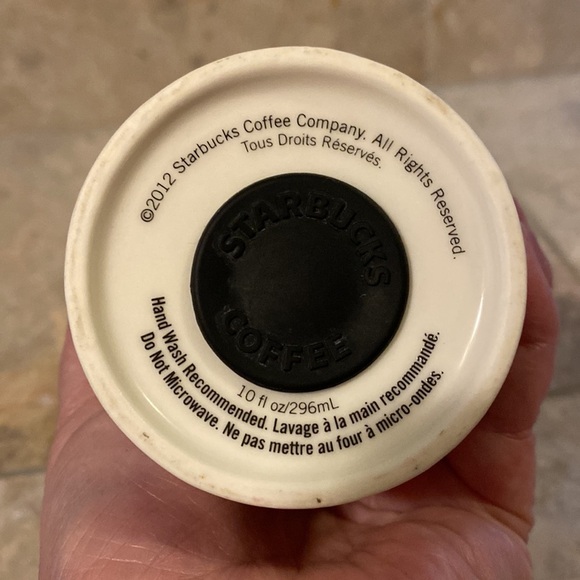 ©2012 Starbucks Coffee Company. All Rights Reserved.
Tous Droits Réservés.
STARBUCKS
COFFEE
10 fl oz/296mL
Hand Wash Recommended. Lavage à la main recommandé.
Do Not Microwave. Ne pas mettre au four à micro-ondes.